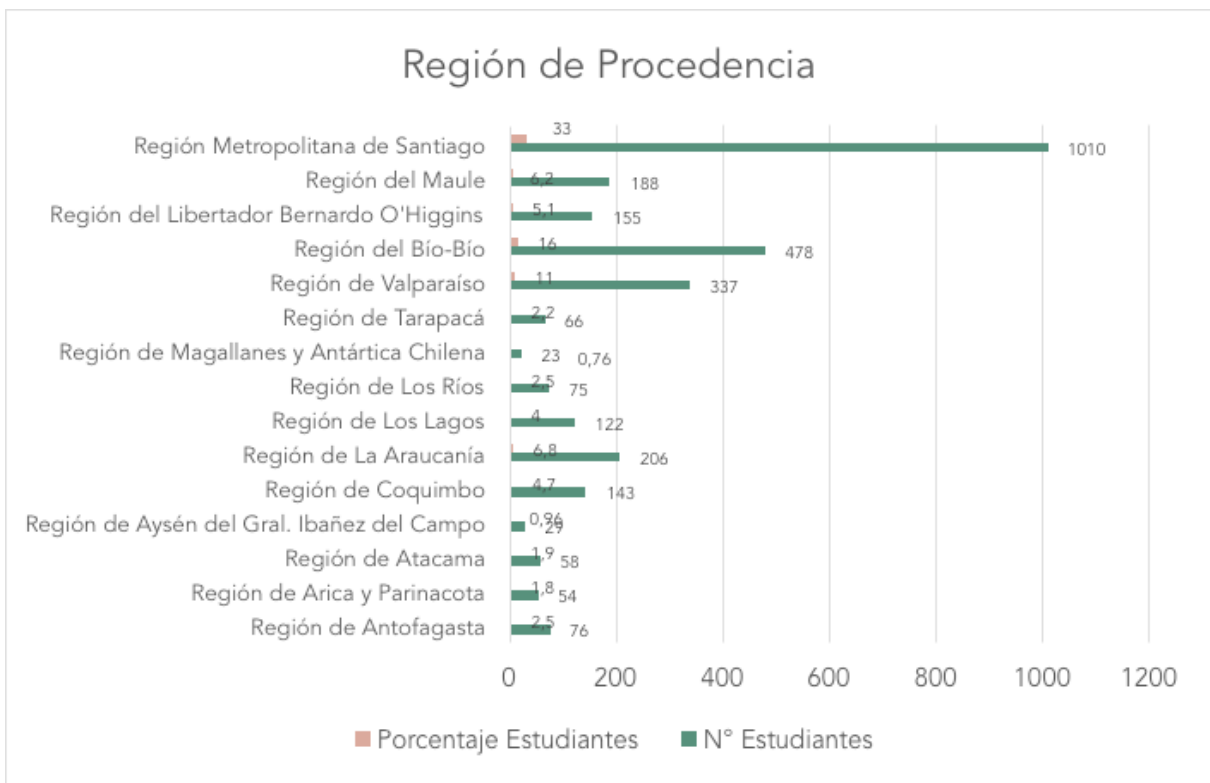 Región de Procedencia
Región Metropolitana de Santiago 33 1010
Región del Maule 6,2 188
Región del Libertador Bernardo O'Higgins 5,1 155
Región del Bío-Bío 16 478
Región de Valparaíso 11 337
Región de Tarapacá 2,2 66
Región de Magallanes y Antártica Chilena 23 0,76
Región de Los Ríos 2,5 75
Región de Los Lagos 4 122
Región de La Araucanía 6,8 206
Región de Coquimbo 4,7 143
Región de Aysén del Gral. Ibañez del Campo 0,96 29
Región de Atacama 1,9 58
Región de Arica y Parinacota 1,8 54
Región de Antofagasta 2,5 76
0 200 400 600 800 1000 1200
Porcentaje Estudiantes N° Estudiantes